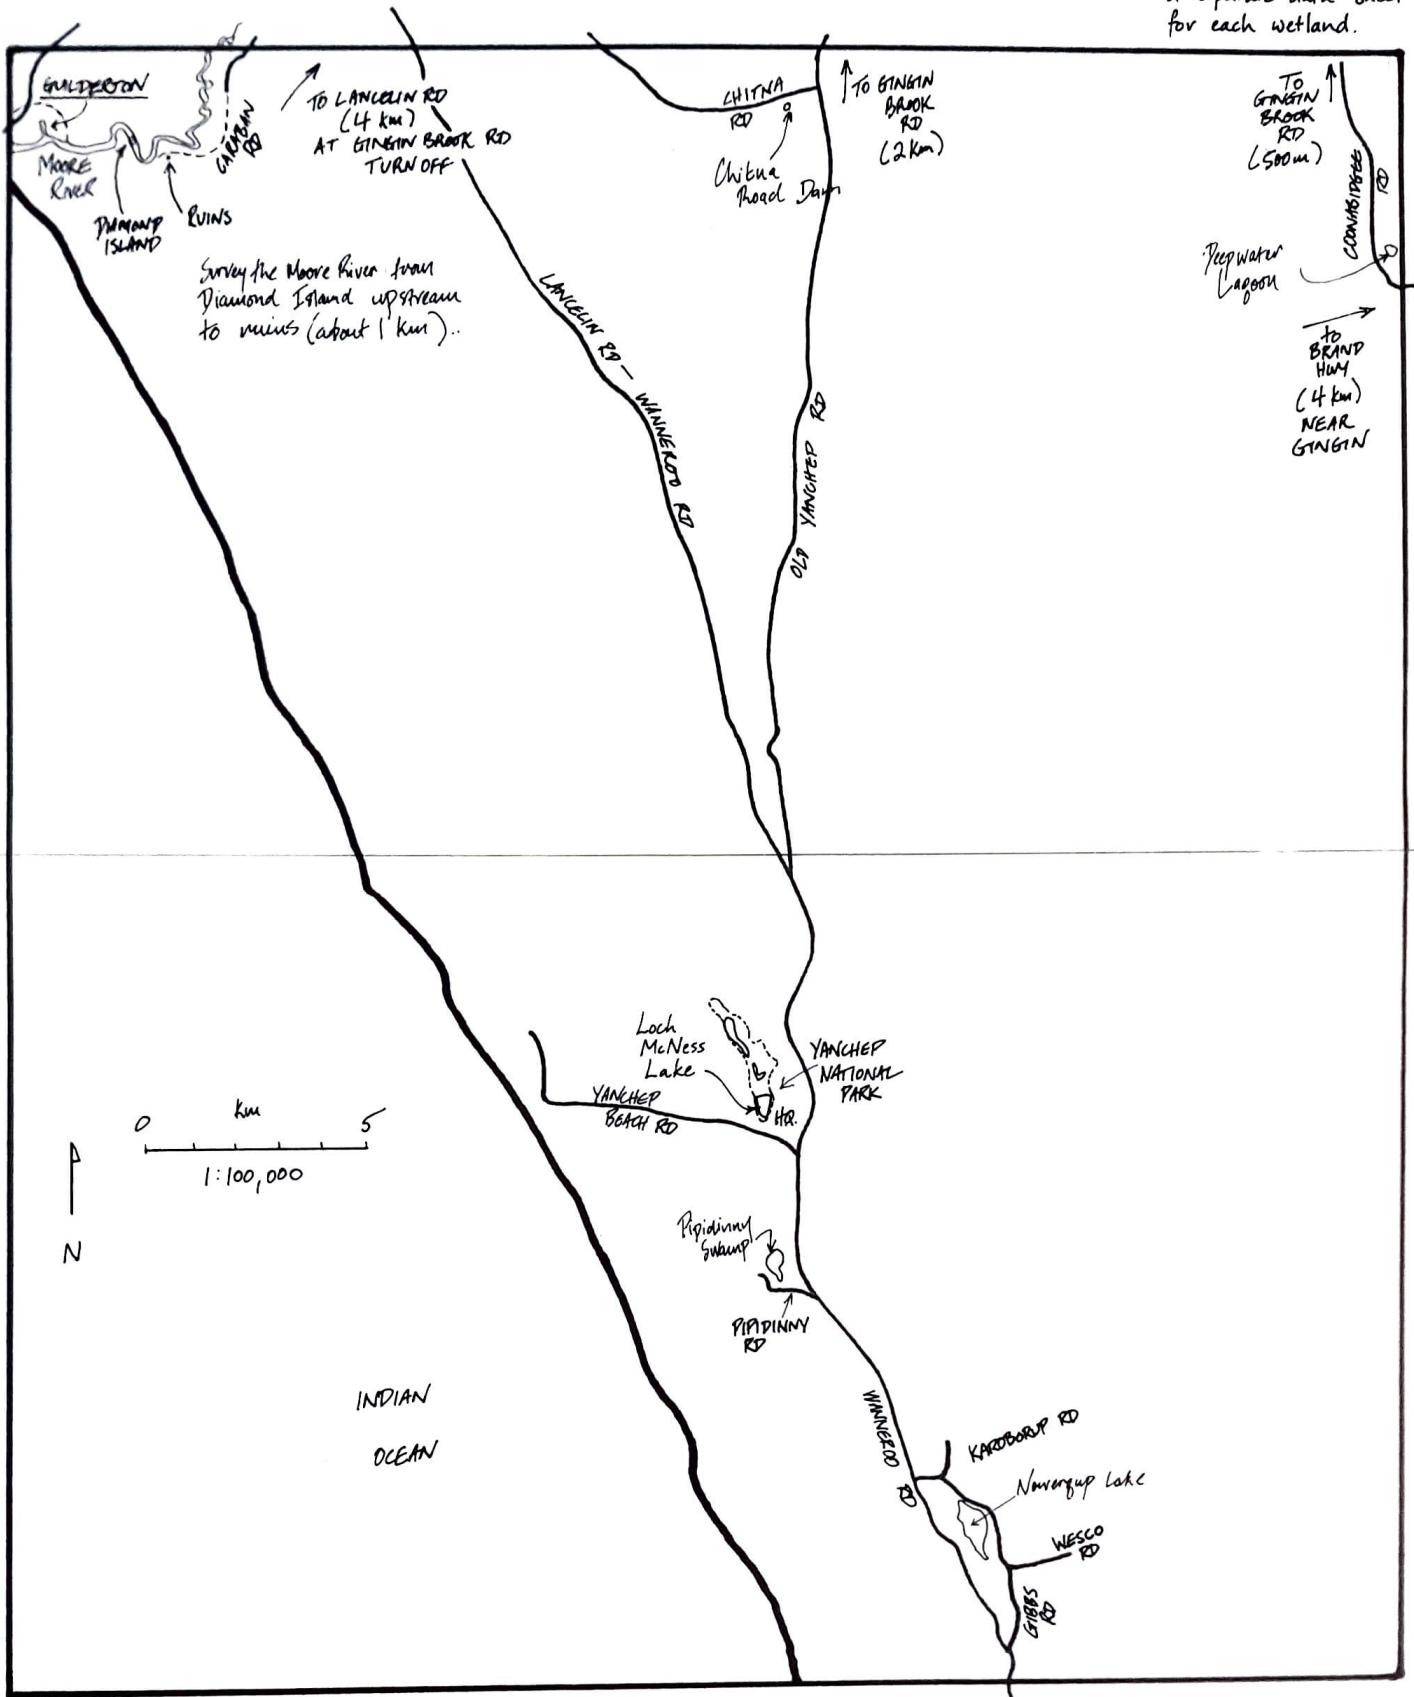 for each wetland.
GUILDERTON
MOORE
RIVER
DIAMOND
ISLAND
RUINS
CARABAN
RD
TO LANCELIN RD
(4 km)
AT GINGIN BROOK RD
TURN OFF
CHITNA
RD
Chitna
Road Dam
TO GINGIN
BROOK
RD
(2 km)
TO
GINGIN
BROOK
RD
(500m)
COONABIDGEE
RD
Deepwater
Lagoon
to
BRAND
HWY
(4 km)
NEAR
GINGIN
Survey the Moore River from
Diamond Island upstream
to ruins (about 1 km)..
LANCELIN RD — WANNEROO RD
OLD YANCHEP RD
Loch
McNess
Lake
YANCHEP
NATIONAL
PARK
HQ.
YANCHEP
BEACH RD
km
0 5
1:100,000
N
Pipidinny
Swamp
PIPIDINNY
RD
INDIAN
OCEAN
WANNEROO
RD
KAROBORUP RD
Nowergup Lake
WESCO
RD
GIBBS
RD